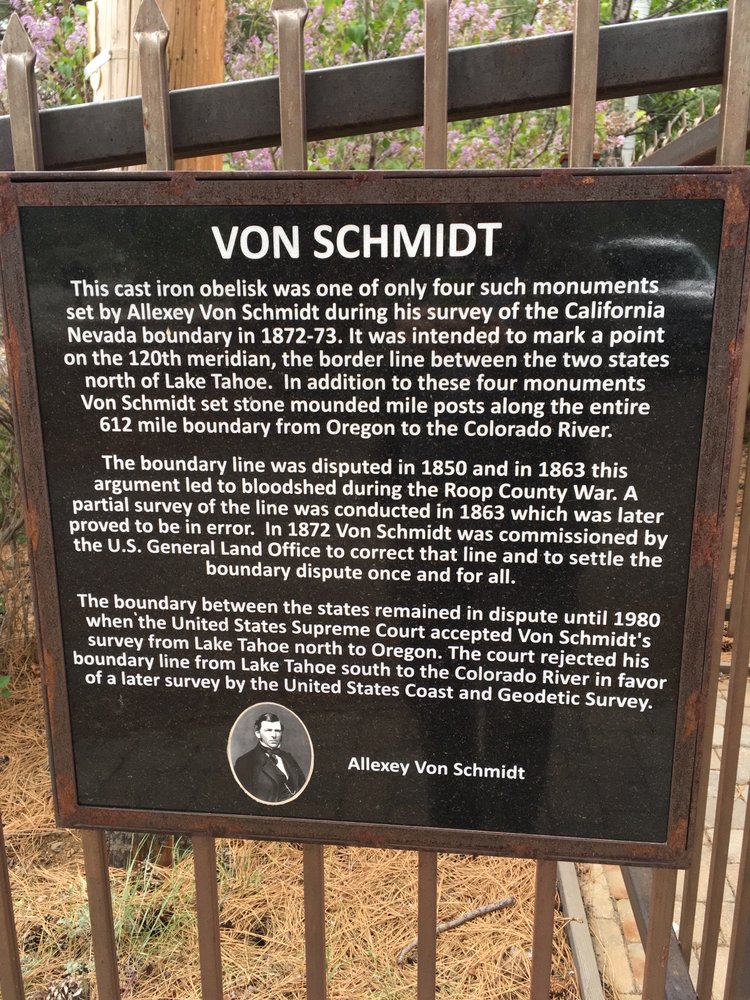 VON SCHMIDT
This cast iron obelisk was one of only four such monuments
set by Allexey Von Schmidt during his survey of the California
Nevada boundary in 1872-73. It was intended to mark a point
on the 120th meridian, the border line between the two states
north of Lake Tahoe. In addition to these four monuments
Von Schmidt set stone mounded mile posts along the entire
612 mile boundary from Oregon to the Colorado River.
The boundary line was disputed in 1850 and in 1863 this
argument led to bloodshed during the Roop County War. A
partial survey of the line was conducted in 1863 which was later
proved to be in error. In 1872 Von Schmidt was commissioned by
the U.S. General Land Office to correct that line and to settle the
boundary dispute once and for all.
The boundary between the states remained in dispute until 1980
when the United States Supreme Court accepted Von Schmidt's
survey from Lake Tahoe north to Oregon. The court rejected his
boundary line from Lake Tahoe south to the Colorado River in favor
of a later survey by the United States Coast and Geodetic Survey.
Allexey Von Schmidt